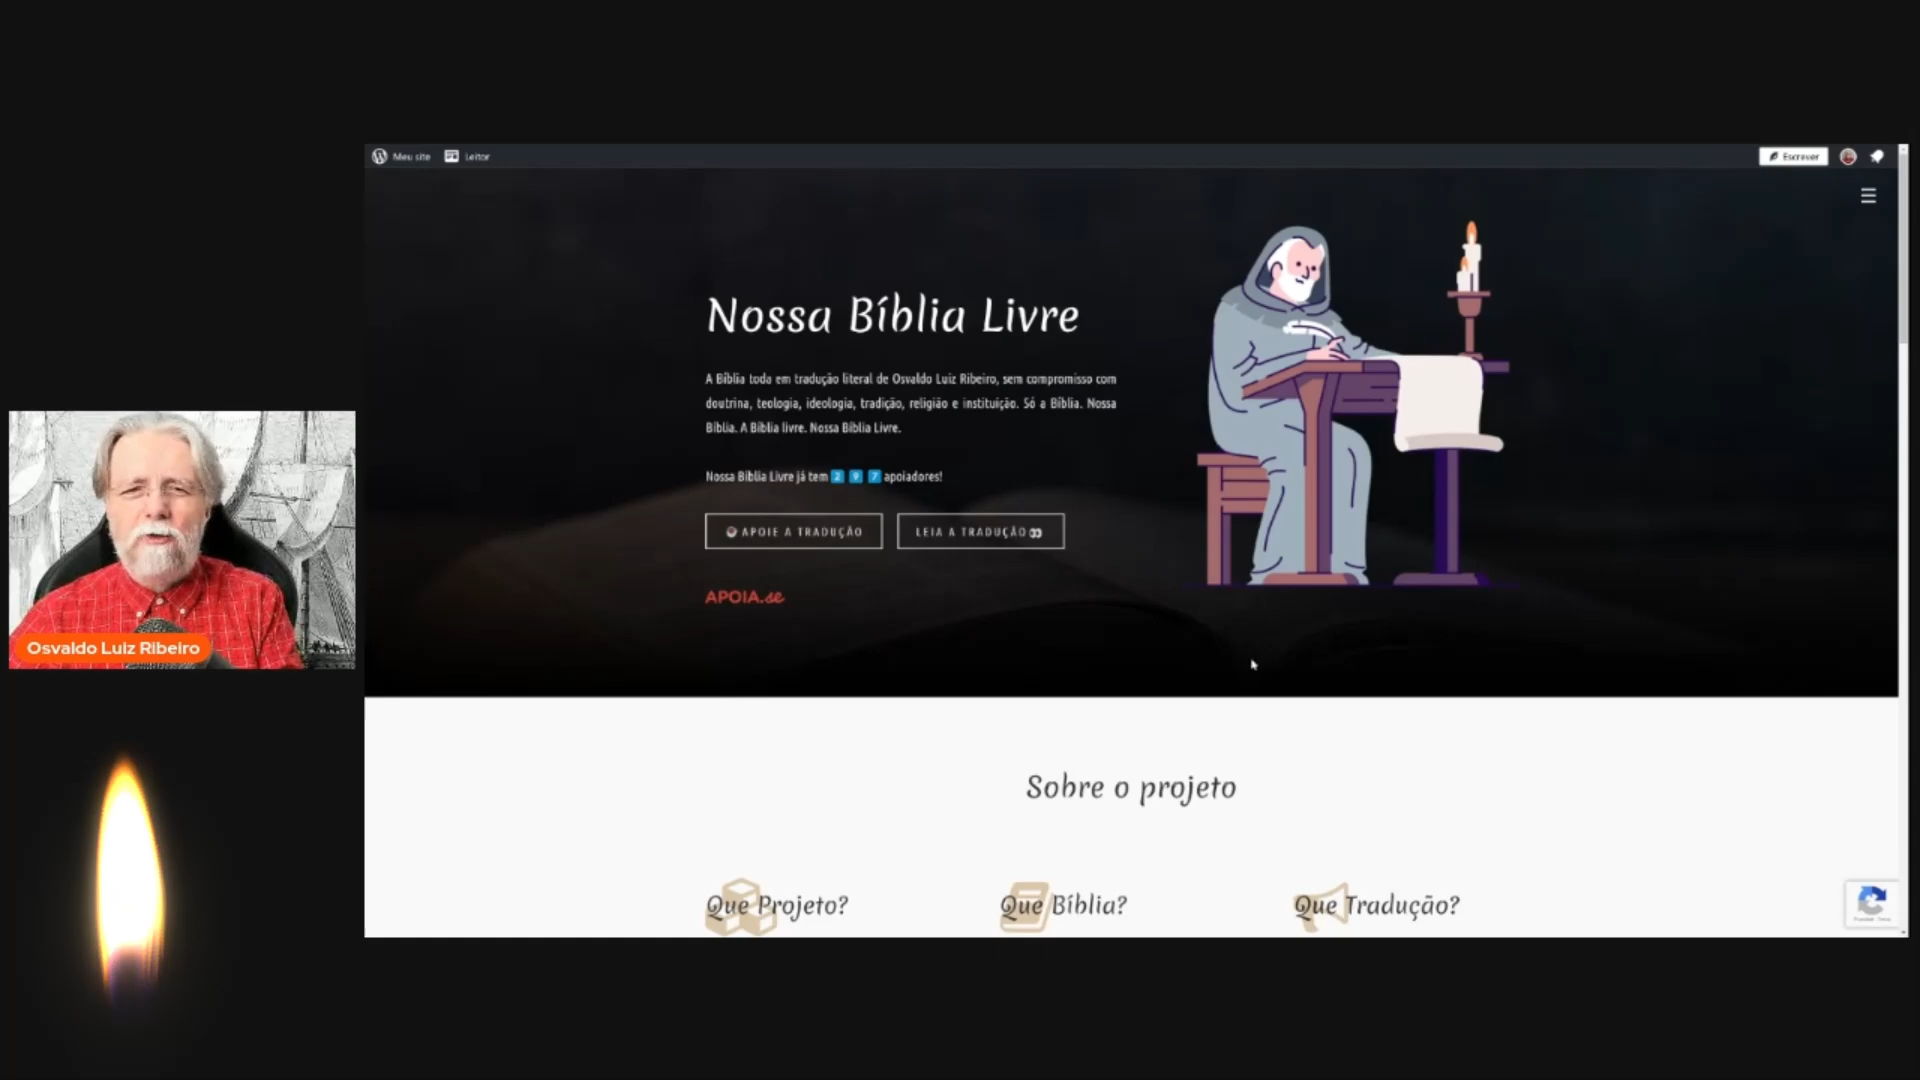 Meu site
Leitor
Escrever
Nossa Bíblia Livre
A Bíblia toda em tradução literal de Osvaldo Luiz Ribeiro, sem compromisso com
doutrina, teologia, ideologia, tradição, religião e instituição. Só a Bíblia. Nossa
Bíblia. A Bíblia livre. Nossa Bíblia Livre.
Nossa Bíblia Livre já tem 2 9 7 apoiadores!
APOIE A TRADUÇÃO
LEIA A TRADUÇÃO
APOIA.se
Osvaldo Luiz Ribeiro
Sobre o projeto
Que Projeto?
Que Bíblia?
Que Tradução?